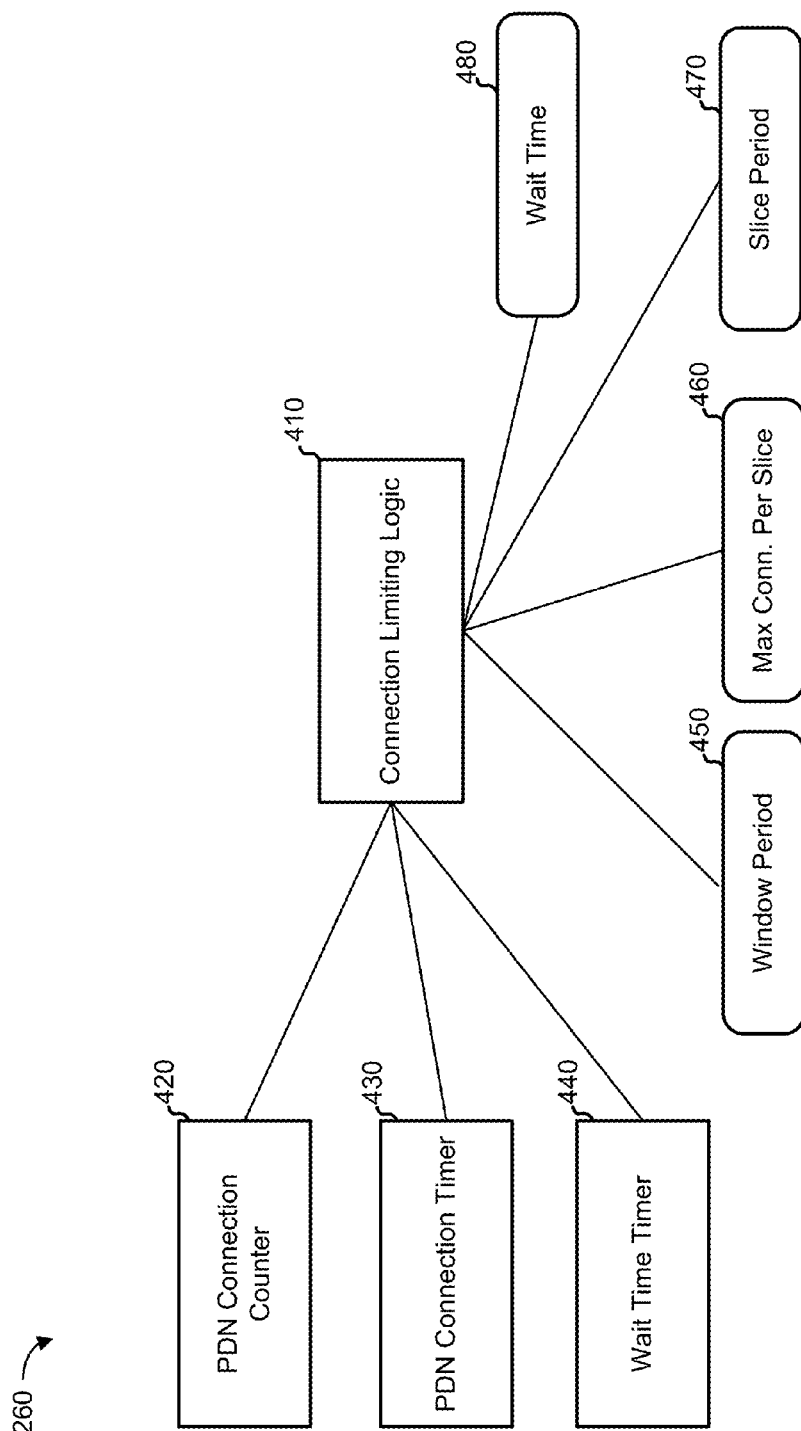 260
420
PDN Connection
Counter
430
PDN Connection Timer
440
Wait Time Timer
410
Connection Limiting Logic
450
Window Period
460
Max Conn. Per Slice
470
Slice Period
480
Wait Time